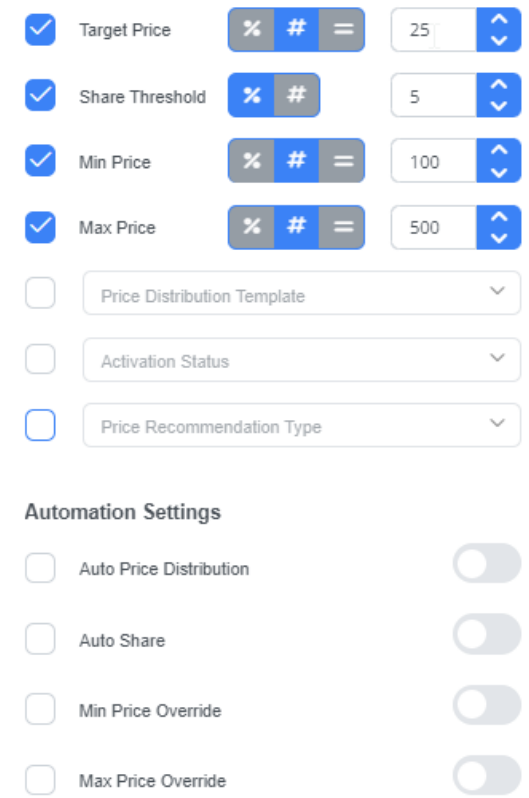 Target Price % # = 25
Share Threshold % # 5
Min Price % # = 100
Max Price % # = 500
Price Distribution Template
Activation Status
Price Recommendation Type
Automation Settings
Auto Price Distribution
Auto Share
Min Price Override
Max Price Override